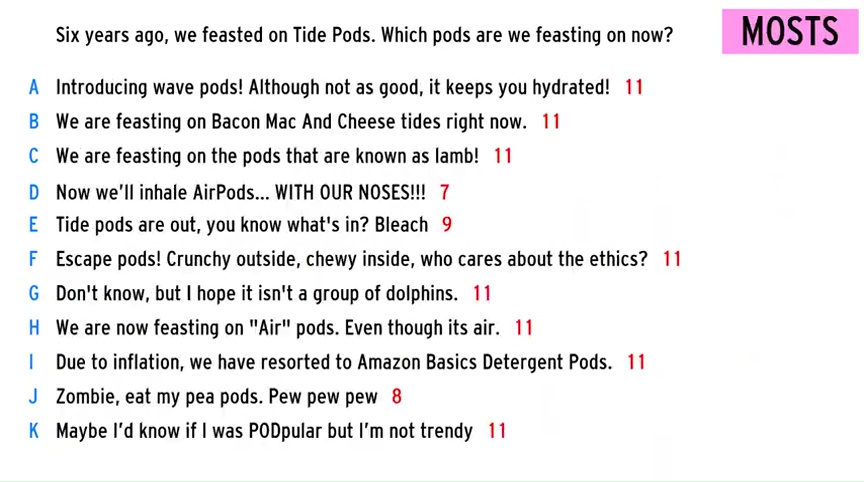 Six years ago, we feasted on Tide Pods. Which pods are we feasting on now?
MOSTS
A Introducing wave pods! Although not as good, it keeps you hydrated! 11
B We are feasting on Bacon Mac And Cheese tides right now. 11
C We are feasting on the pods that are known as lamb! 11
D Now we'll inhale AirPods... WITH OUR NOSES!!! 7
E Tide pods are out, you know what's in? Bleach 9
F Escape pods! Crunchy outside, chewy inside, who cares about the ethics? 11
G Don't know, but I hope it isn't a group of dolphins. 11
H We are now feasting on "Air" pods. Even though its air. 11
I Due to inflation, we have resorted to Amazon Basics Detergent Pods. 11
J Zombie, eat my pea pods. Pew pew pew 8
K Maybe I'd know if I was PODpular but I'm not trendy 11